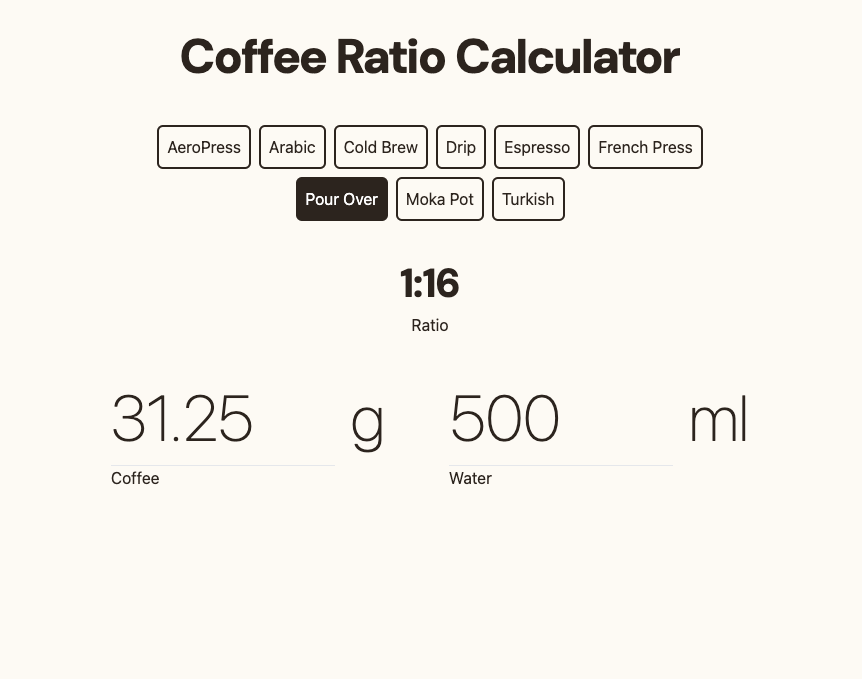 Coffee Ratio Calculator
AeroPress Arabic Cold Brew Drip Espresso French Press
Pour Over Moka Pot Turkish
1:16
Ratio
31.25 g 500 ml
Coffee Water